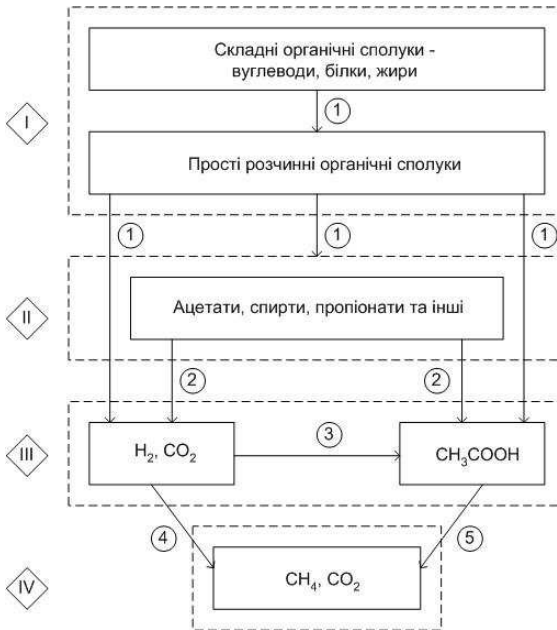 Складні органічні сполуки -
вуглеводи, білки, жири
I
1
Прості розчинні органічні сполуки
1
1
1
Ацетати, спирти, пропіонати та інші
II
2
2
3
H₂, CO₂
CH₃COOH
III
4
5
CH₄, CO₂
IV